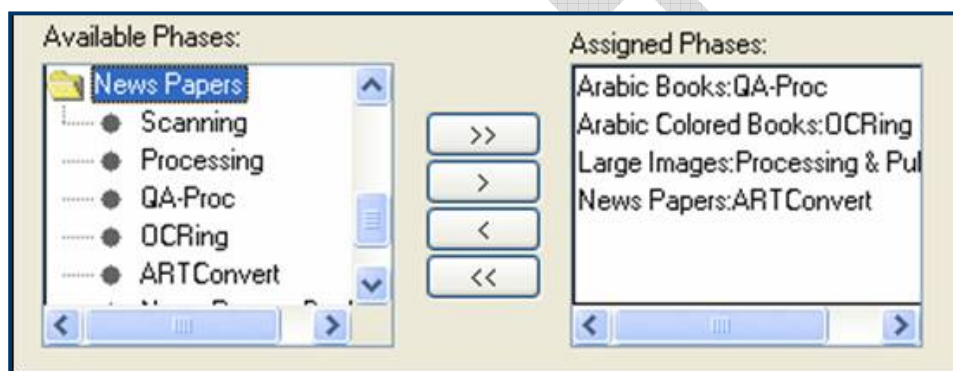 Available Phases:
News Papers
Scanning
Processing
QA-Proc
OCRing
ARTConvert
>>
>
<
<<
Assigned Phases:
Arabic Books:QA-Proc
Arabic Colored Books:OCRing
Large Images:Processing & Pul
News Papers:ARTConvert